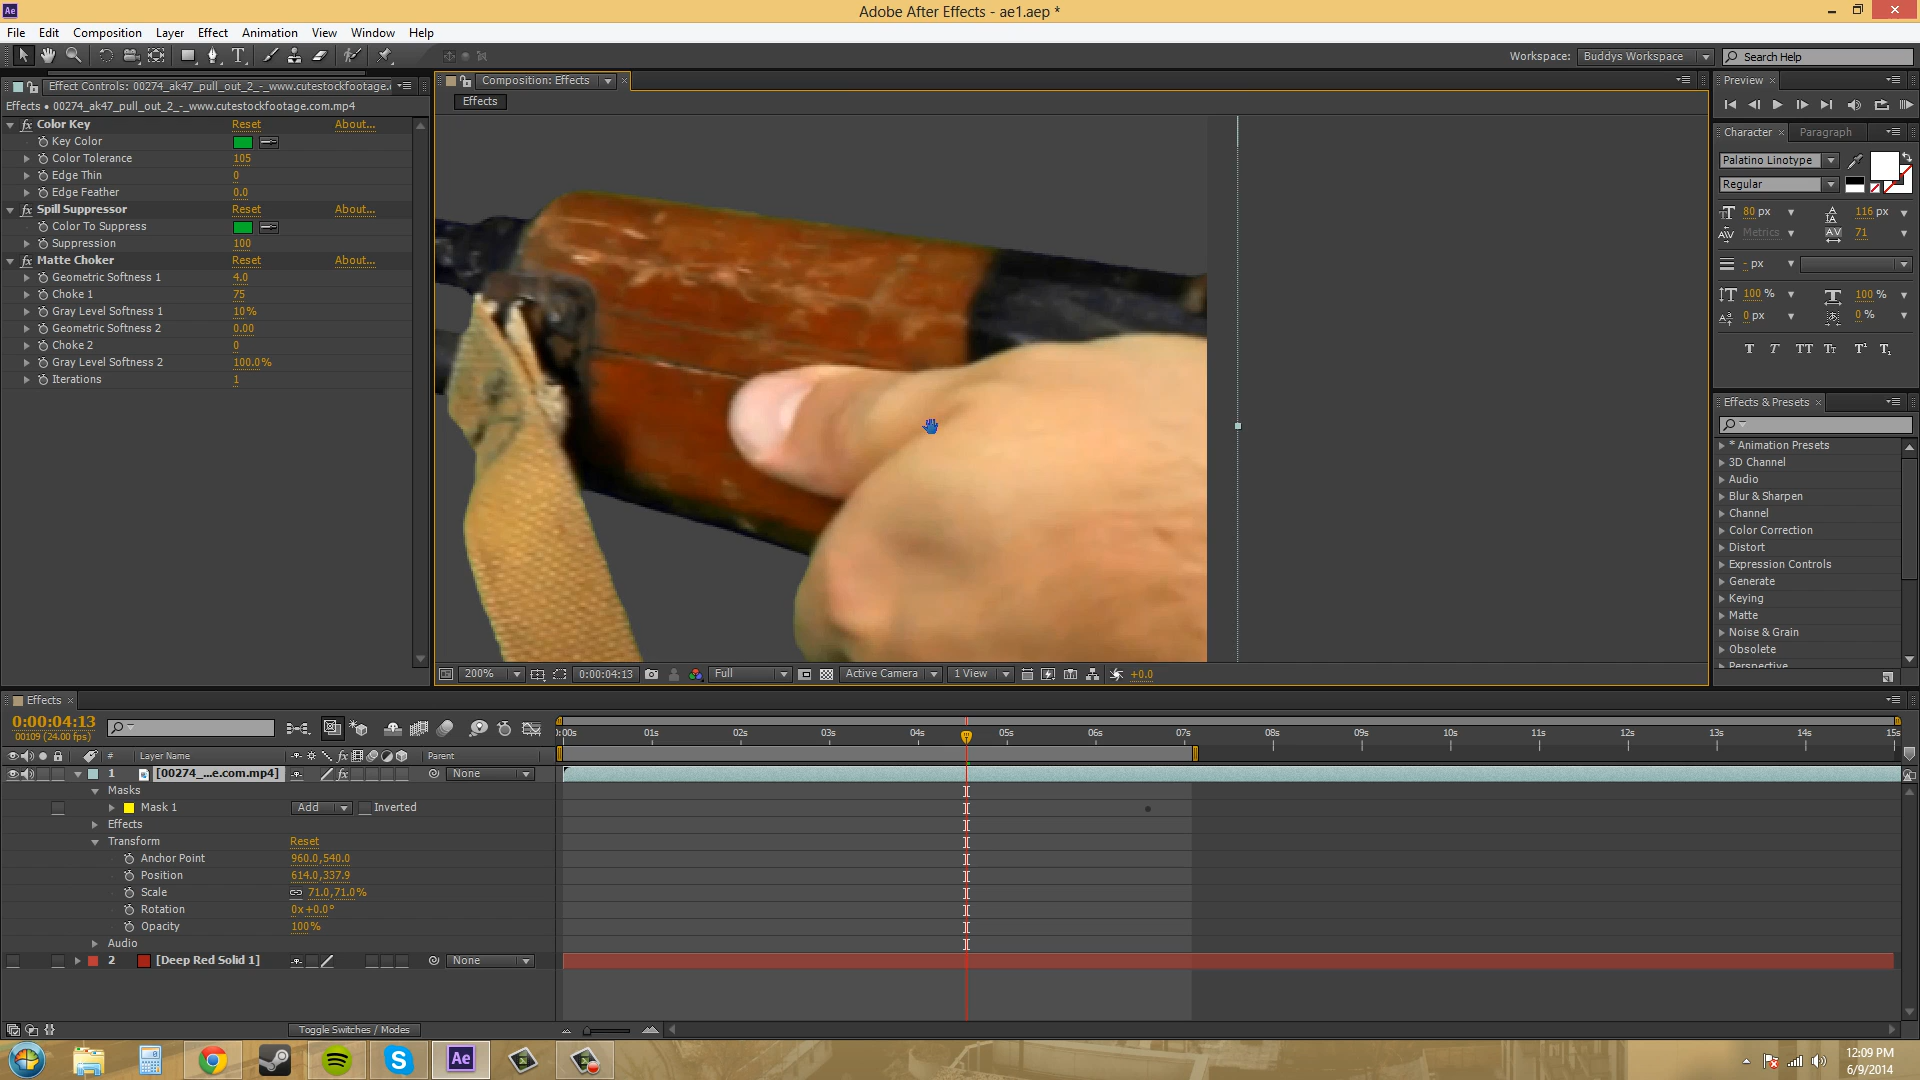 Ae
Adobe After Effects - ae1.aep *
File Edit Composition Layer Effect Animation View Window Help
Workspace: Buddys Workspace Search Help
Effect Controls: 00274_ak47_pull_out_2_-_www.cutestockfootage.
Effects • 00274_ak47_pull_out_2_-_www.cutestockfootage.com.mp4
fx Color Key Reset About...
Key Color
Color Tolerance 105
Edge Thin 0
Edge Feather 0.0
fx Spill Suppressor Reset About...
Color To Suppress
Suppression 100
fx Matte Choker Reset About...
Geometric Softness 1 4.0
Choke 1 75
Gray Level Softness 1 10%
Geometric Softness 2 0.00
Choke 2 0
Gray Level Softness 2 100.0%
Iterations 1
Composition: Effects
Effects
200% 0:00:04:13 Full Active Camera 1 View +0.0
Preview
Character Paragraph
Palatino Linotype
Regular
80 px 116 px
Metrics 71
- px
100 % 100 %
0 px 0 %
T T TT Tr T¹ T₁
Effects & Presets
* Animation Presets
3D Channel
Audio
Blur & Sharpen
Channel
Color Correction
Distort
Expression Controls
Generate
Keying
Matte
Noise & Grain
Obsolete
Perspective
Effects
0:00:04:13
00109 (24.00 fps)
:00s 01s 02s 03s 04s 05s 06s 07s 08s 09s 10s 11s 12s 13s 14s 15s
# Layer Name fx Parent
1 [00274_...e.com.mp4] fx None
Masks
Mask 1 Add Inverted
Effects
Transform Reset
Anchor Point 960.0,540.0
Position 614.0,337.9
Scale 71.0,71.0%
Rotation 0x+0.0°
Opacity 100%
Audio
2 [Deep Red Solid 1] None
Toggle Switches / Modes
Ae
12:09 PM
6/9/2014